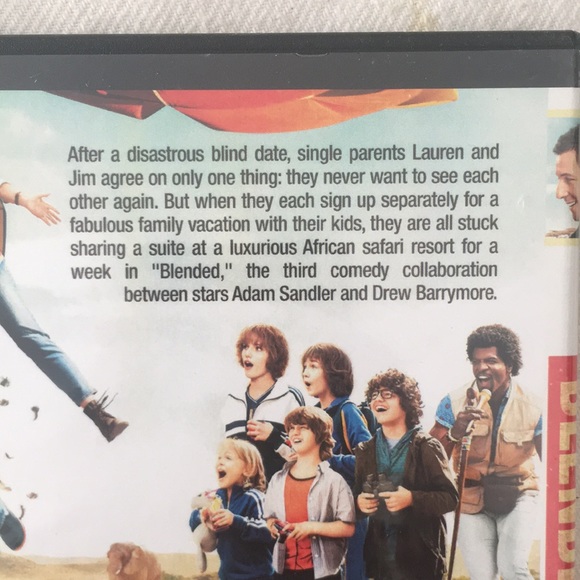 After a disastrous blind date, single parents Lauren and
Jim agree on only one thing: they never want to see each
other again. But when they each sign up separately for a
fabulous family vacation with their kids, they are all stuck
sharing a suite at a luxurious African safari resort for a
week in "Blended," the third comedy collaboration
between stars Adam Sandler and Drew Barrymore.